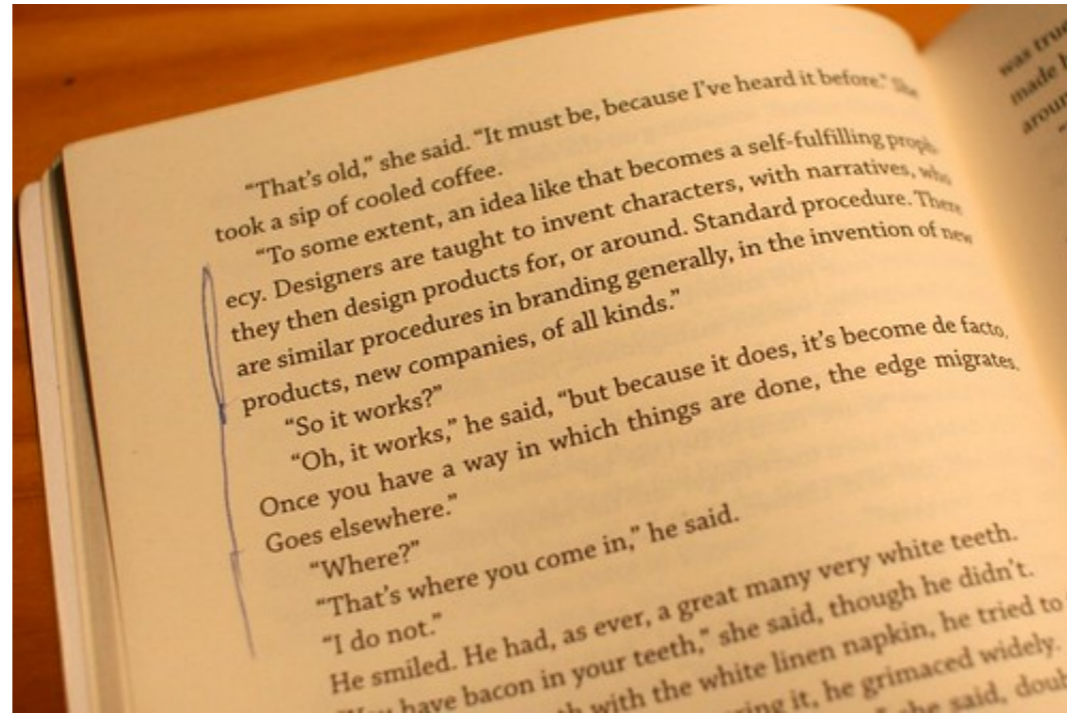 "That's old," she said. "It must be, because I've heard it before." She
took a sip of cooled coffee.
"To some extent, an idea like that becomes a self-fulfilling proph-
ecy. Designers are taught to invent characters, with narratives, who
they then design products for, or around. Standard procedure. There
are similar procedures in branding generally, in the invention of new
products, new companies, of all kinds."
"So it works?"
"Oh, it works," he said, "but because it does, it's become de facto.
Once you have a way in which things are done, the edge migrates.
Goes elsewhere."
"Where?"
"That's where you come in," he said.
"I do not."
He smiled. He had, as ever, a great many very white teeth.
have bacon in your teeth," she said, though he didn't.
with the white linen napkin, he tried to
it, he grimaced widely.
she said,
was true
made